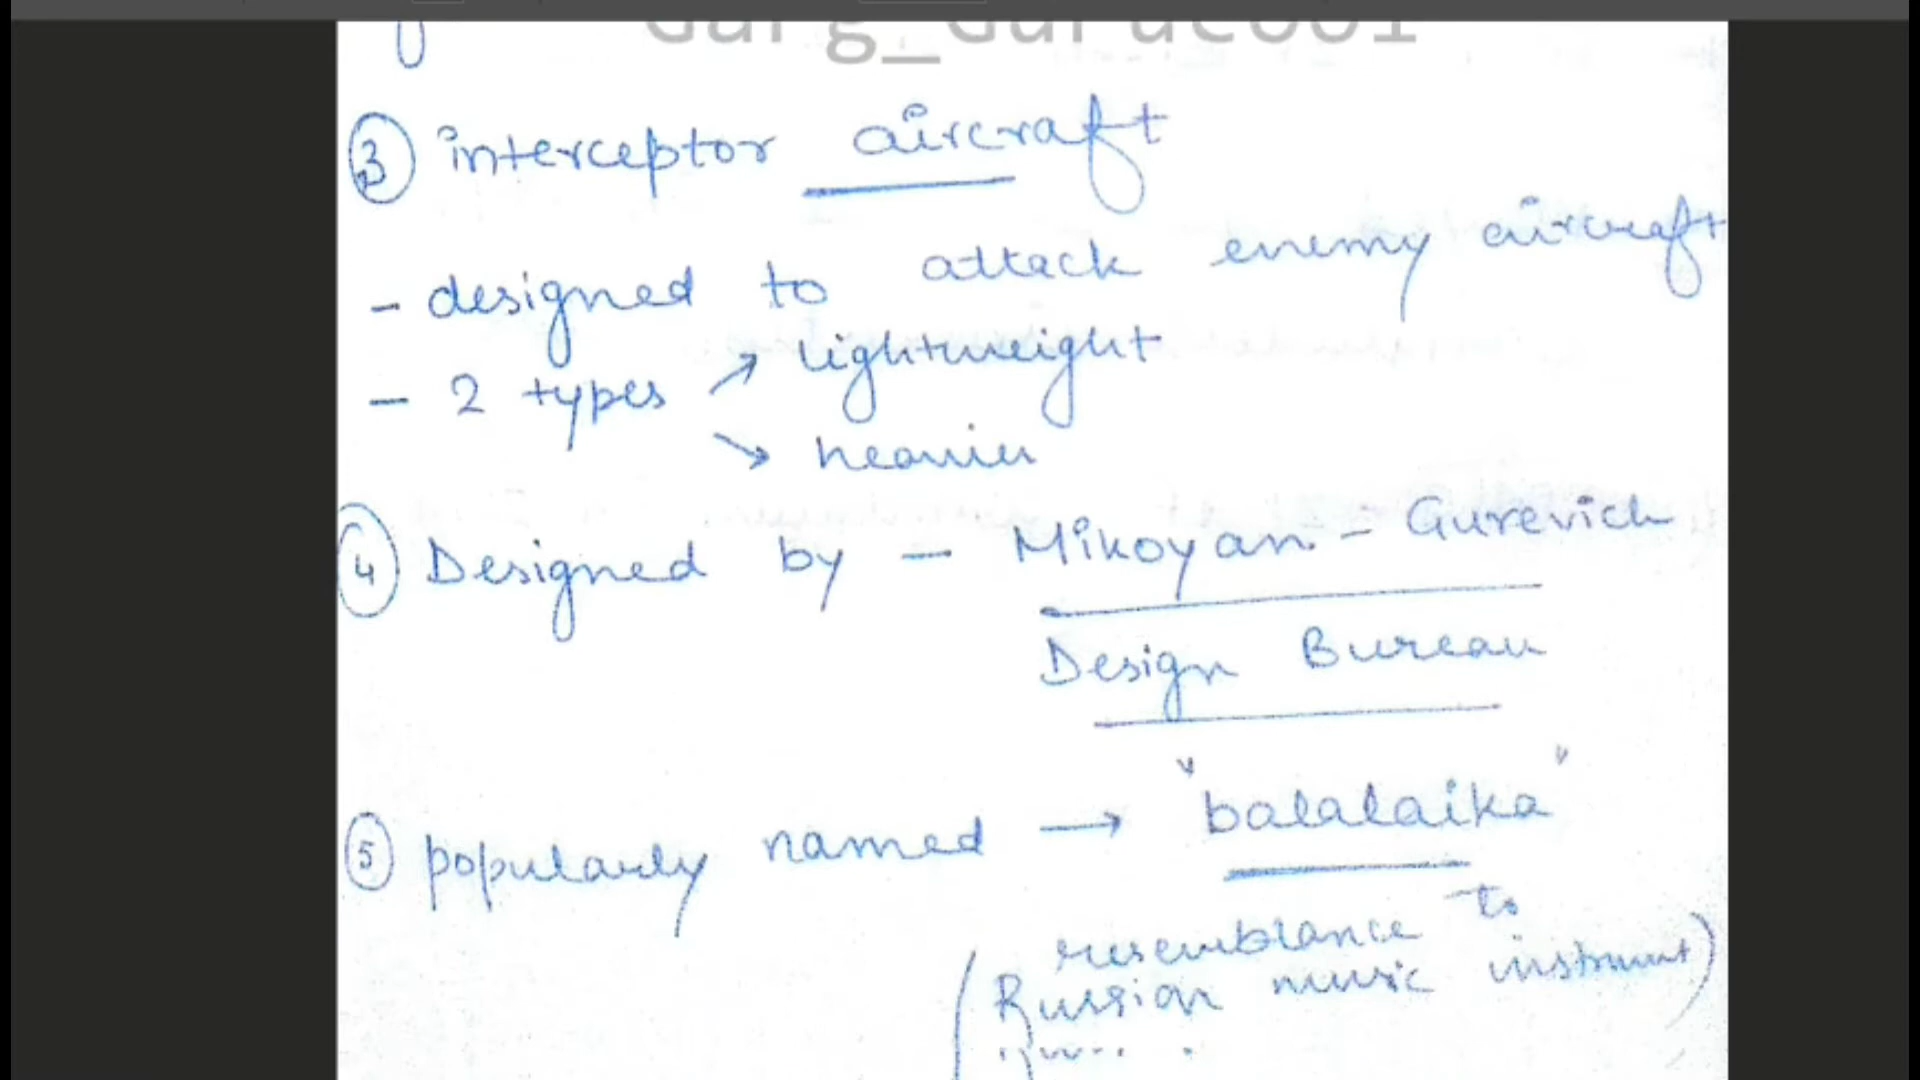 Garg_Gurucool
③ interceptor aircraft
- designed to attack enemy aircraft
- 2 types ↗ lightweight
↘ heavier
④ Designed by - Mikoyan - Gurevich
Design Bureau
⑤ popularly named → "balalaika"
(resemblance to
Russian music instrument)